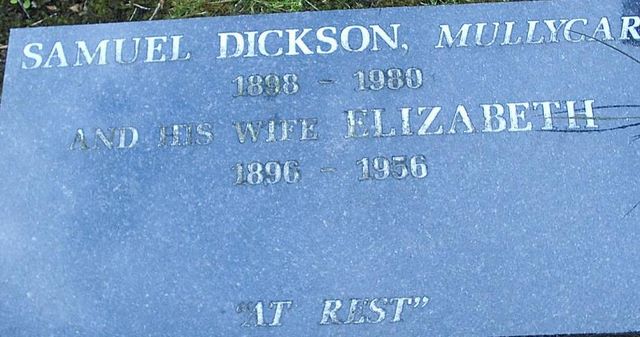 SAMUEL DICKSON, MULLYCAR
1898 - 1980
AND HIS WIFE ELIZABETH
1896 - 1956
"AT REST"